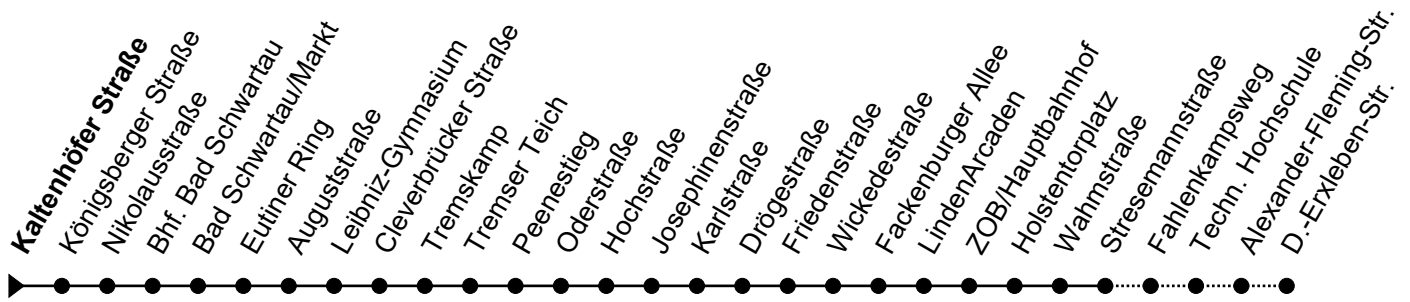 Kaltenhöfer Straße
Königsberger Straße
Nikolausstraße
Bhf. Bad Schwartau
Bad Schwartau/Markt
Eutiner Ring
Auguststraße
Leibniz-Gymnasium
Cleverbrücker Straße
Tremskamp
Tremser Teich
Peenestieg
Oderstraße
Hochstraße
Josephinenstraße
Karlstraße
Drögestraße
Friedenstraße
Wickedestraße
Fackenburger Allee
LindenArcaden
ZOB/Hauptbahnhof
Holstentorplatz
Wahmstraße
Stresemannstraße
Fahlenkampsweg
Techn. Hochschule
Alexander-Fleming-Str.
D.-Erxleben-Str.